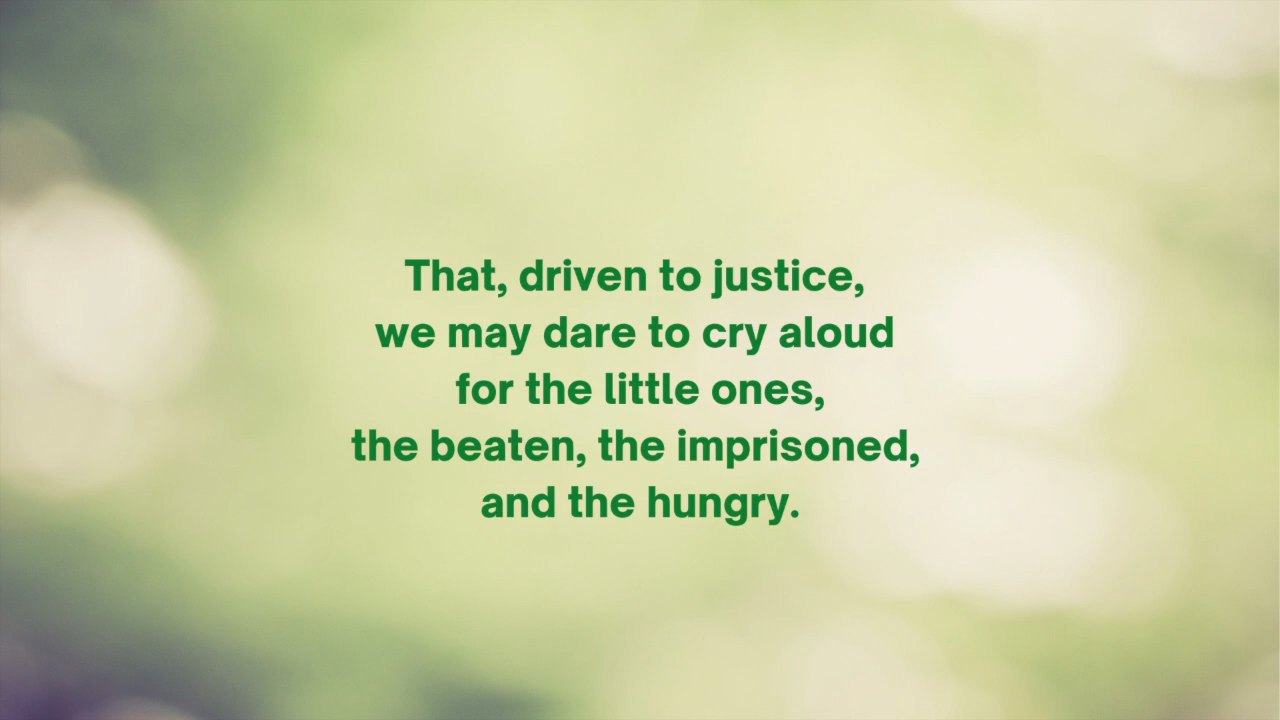 That, driven to justice,
we may dare to cry aloud
for the little ones,
the beaten, the imprisoned,
and the hungry.